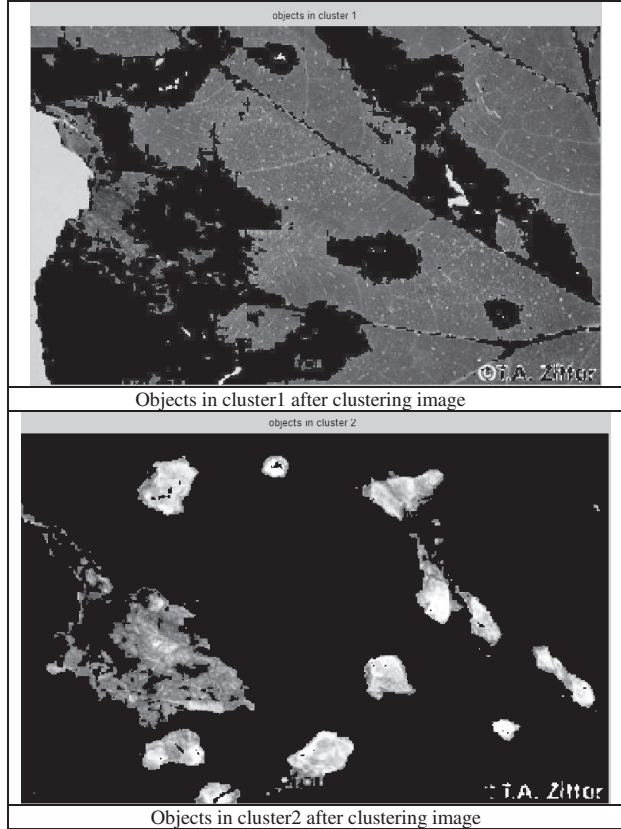 objects in cluster 1
©T.A. Zitter
Objects in cluster1 after clustering image
objects in cluster 2
T.A. Zitter
Objects in cluster2 after clustering image